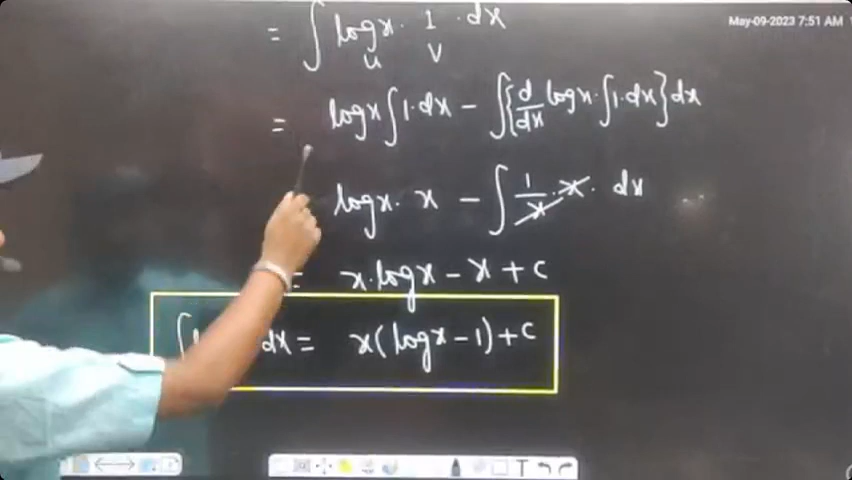 May-09-2023 7:51 AM
= ∫ logx · 1 · dx
u v
= logx ∫ 1·dx − ∫ { d/dx logx · ∫ 1·dx } dx
logx · x − ∫ 1/x · x · dx
= x·logx − x + c
∫ dx = x(logx − 1) + c
T